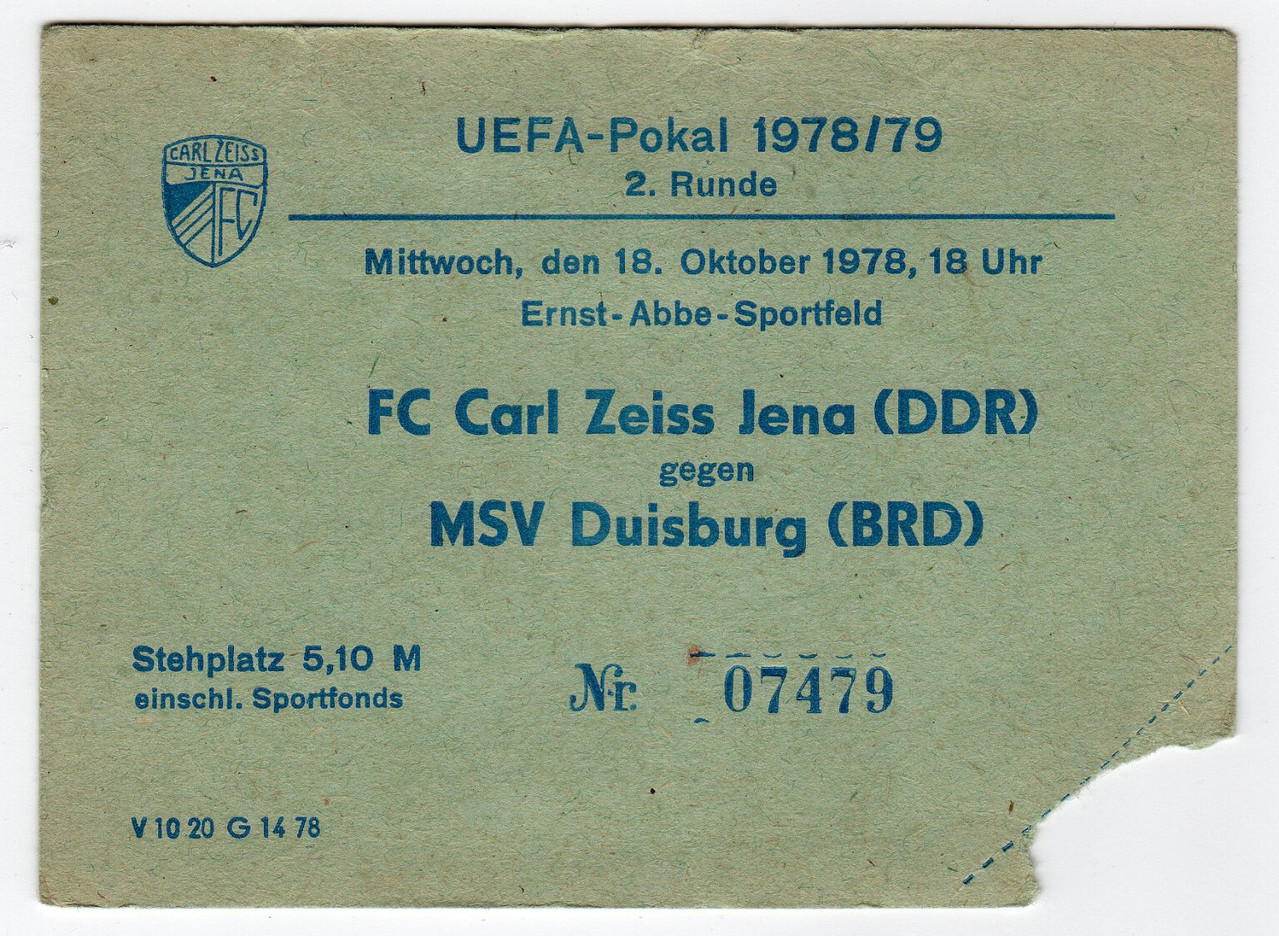 CARL ZEISS
JENA
FC
UEFA-Pokal 1978/79
2. Runde
Mittwoch, den 18. Oktober 1978, 18 Uhr
Ernst-Abbe-Sportfeld
FC Carl Zeiss Jena (DDR)
gegen
MSV Duisburg (BRD)
Stehplatz 5,10 M
einschl. Sportfonds
Nr. 07479
V 10 20 G 14 78